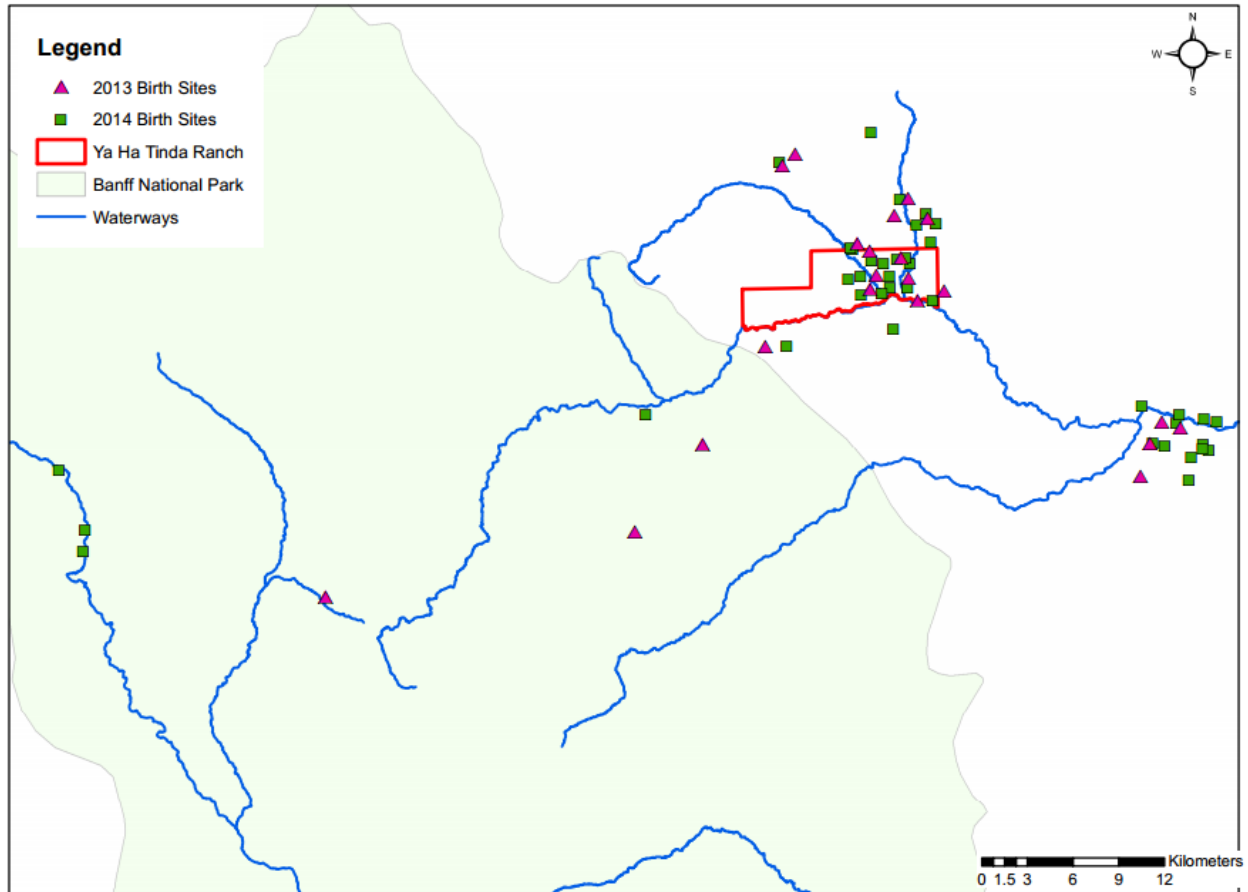 Legend
2013 Birth Sites
2014 Birth Sites
Ya Ha Tinda Ranch
Banff National Park
Waterways
N
W E
S
Kilometers
0 1.5 3 6 9 12